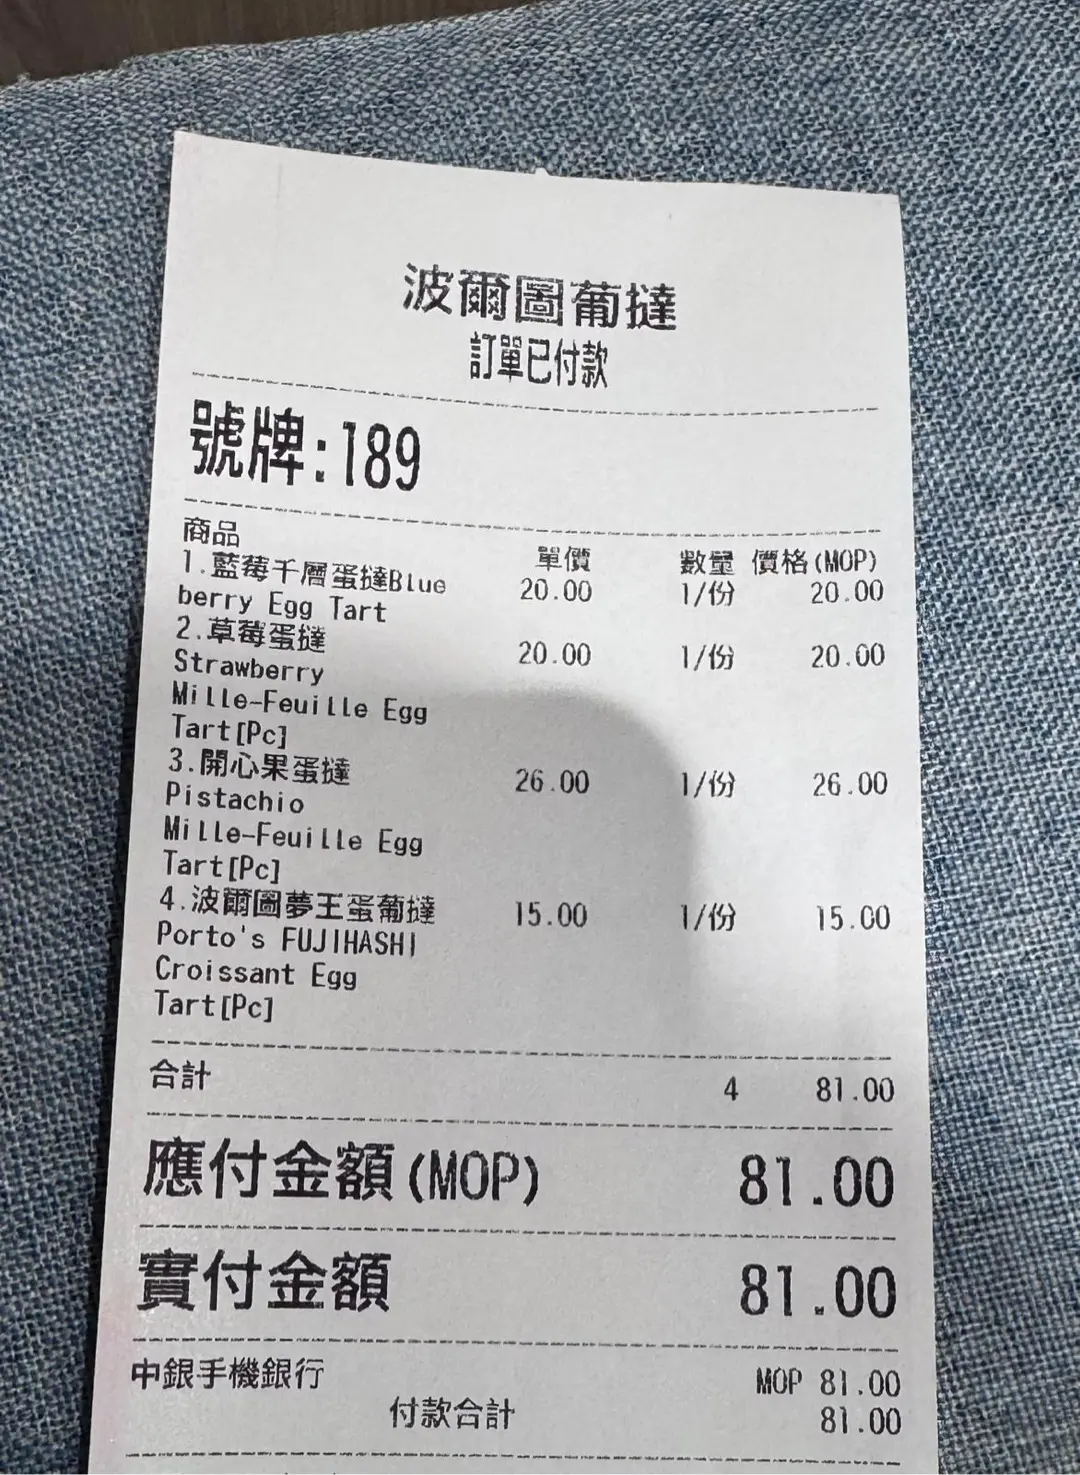 波爾圖葡撻
訂單已付款
號牌:189
商品 單價 數量 價格(MOP)
1.藍莓千層蛋撻Blue 20.00 1/份 20.00
berry Egg Tart
2.草莓蛋撻 20.00 1/份 20.00
Strawberry
Mille-Feuille Egg
Tart[Pc]
3.開心果蛋撻 26.00 1/份 26.00
Pistachio
Mille-Feuille Egg
Tart[Pc]
4.波爾圖夢王蛋葡撻 15.00 1/份 15.00
Porto's FUJIHASHI
Croissant Egg
Tart[Pc]
合計 4 81.00
應付金額(MOP) 81.00
實付金額 81.00
中銀手機銀行 MOP 81.00
付款合計 81.00